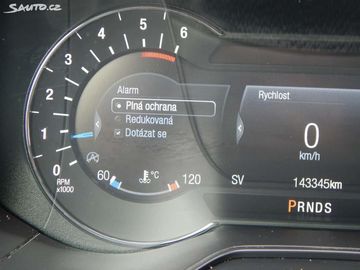 SAUTO.CZ
6
5
4
3
2
1
0
RPM
x1000
Alarm
Plná ochrana
Redukovaná
Dotázat se
60
°C
120
Rychlost
0
km/h
SV
143345km
PRNDS